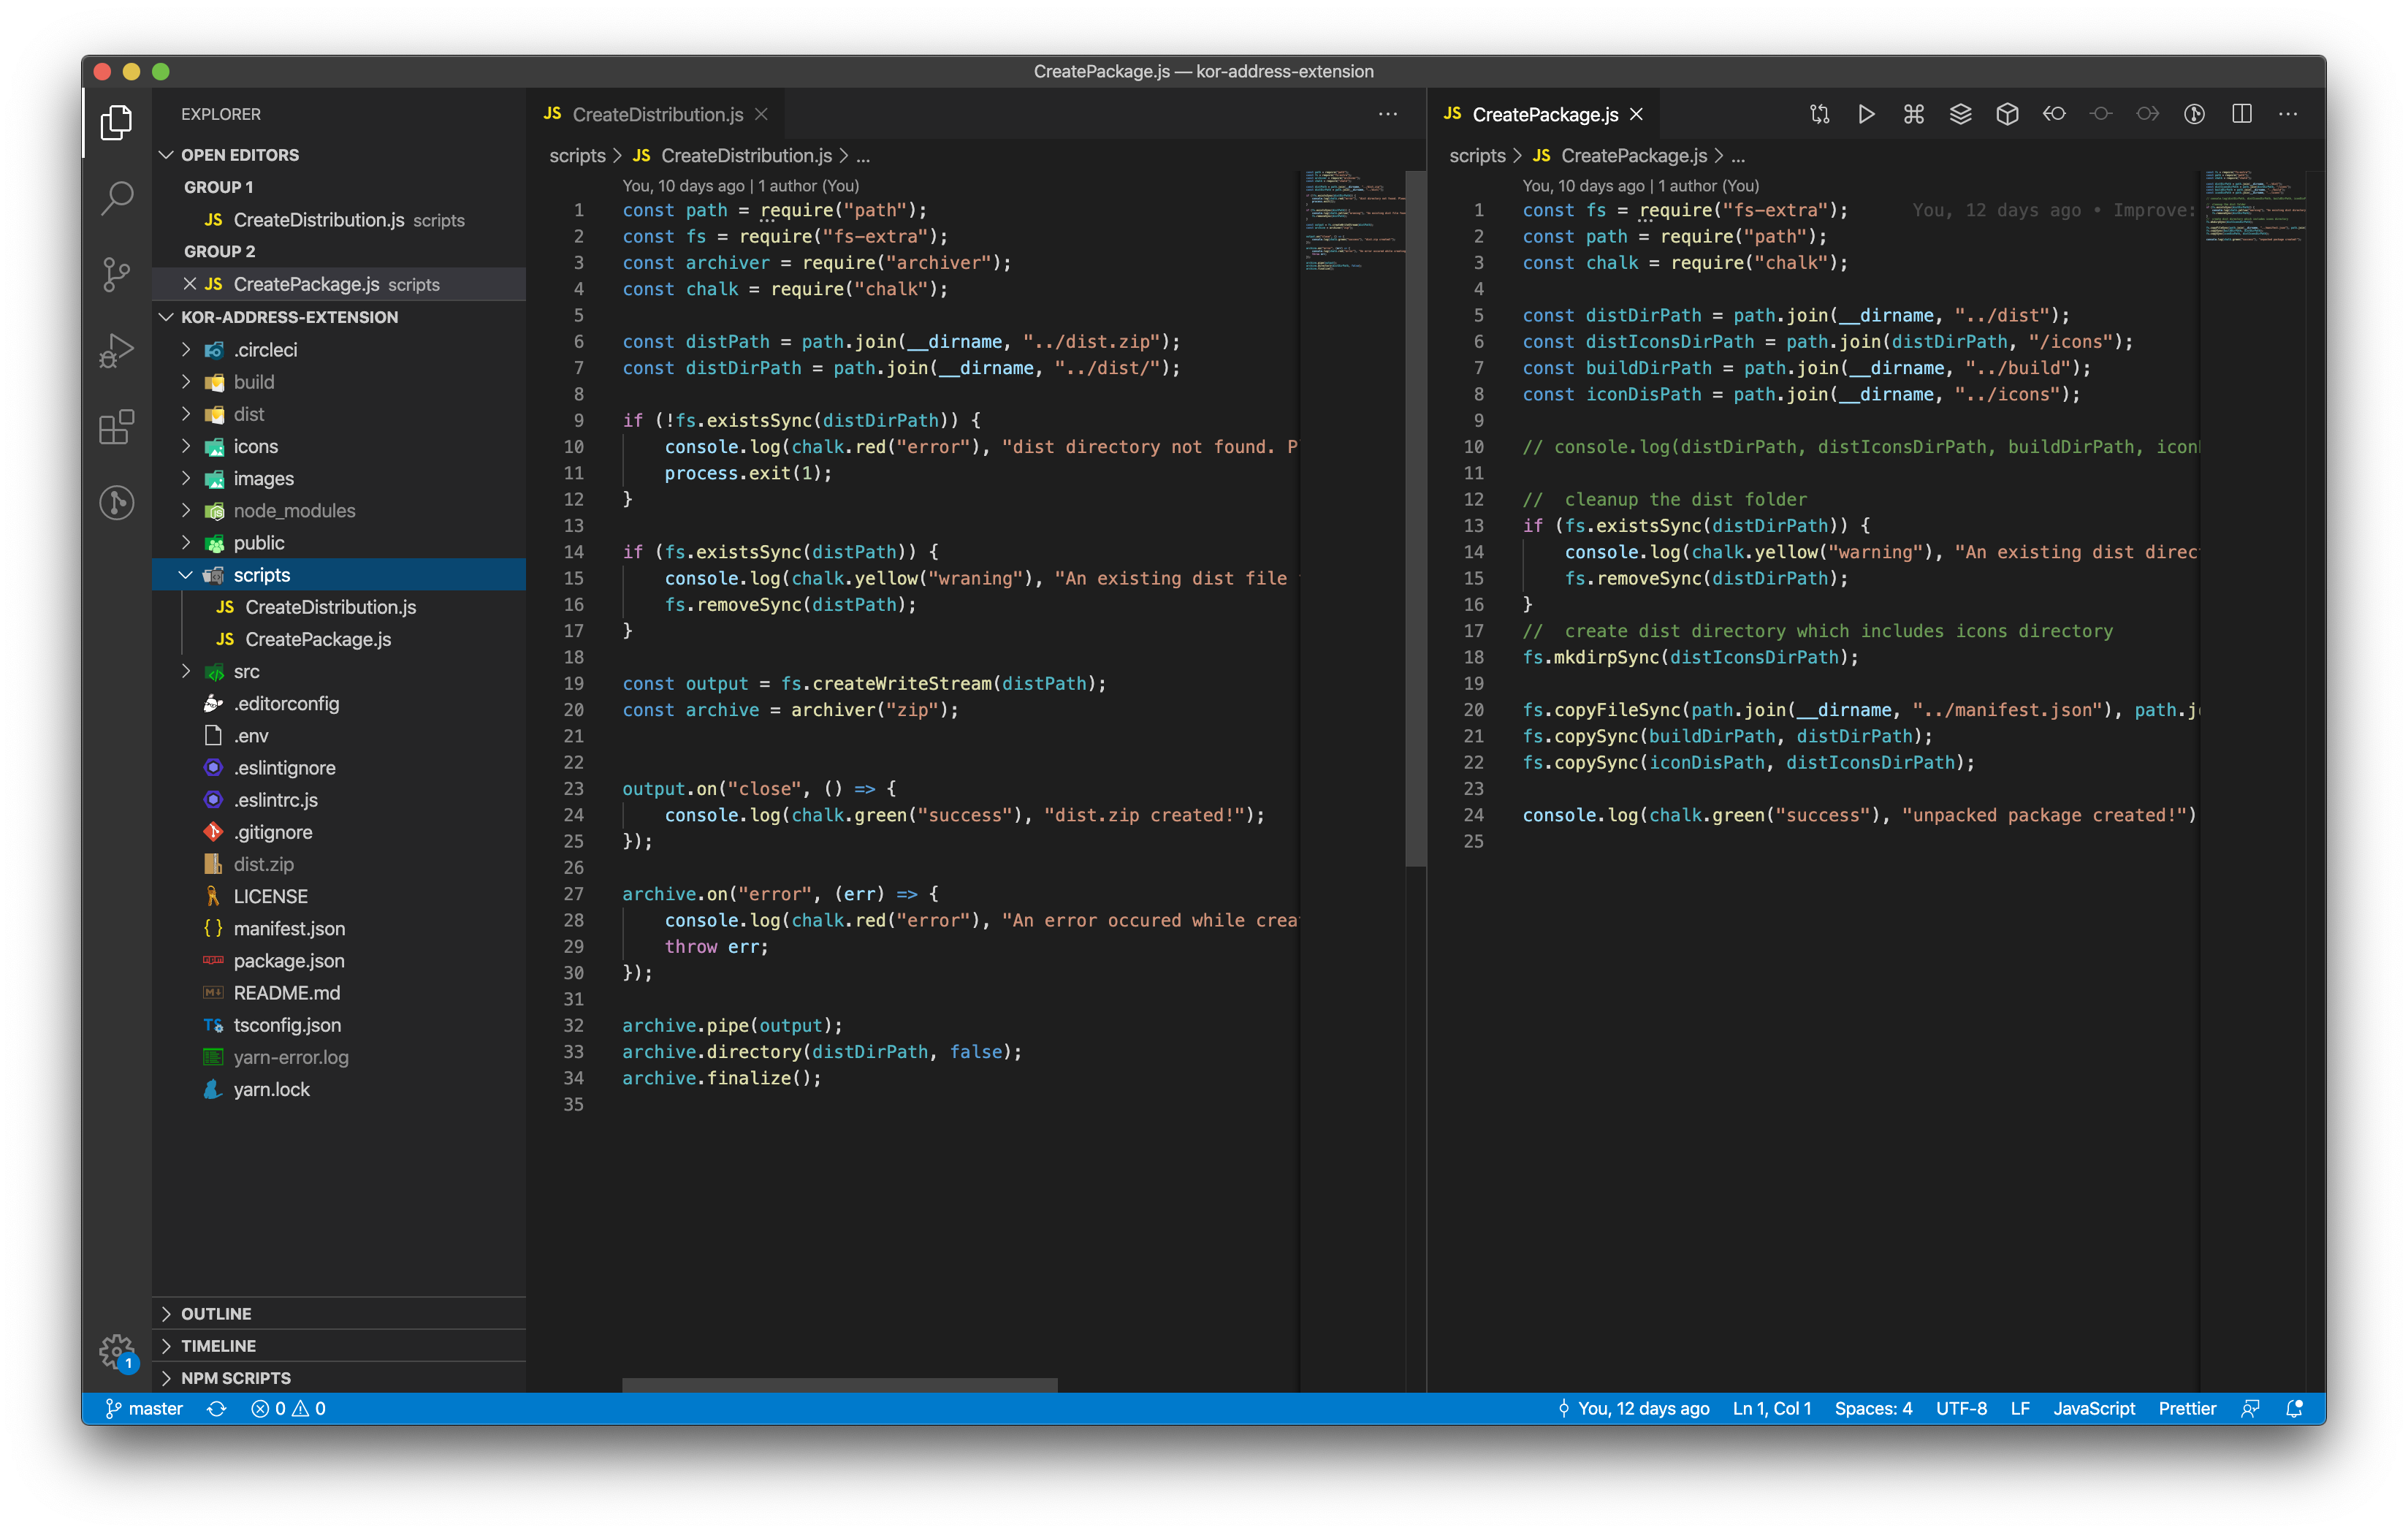 CreatePackage.js — kor-address-extension
EXPLORER
OPEN EDITORS
GROUP 1
JS CreateDistribution.js scripts
GROUP 2
JS CreatePackage.js scripts
KOR-ADDRESS-EXTENSION
.circleci
build
dist
icons
images
node_modules
public
scripts
JS CreateDistribution.js
JS CreatePackage.js
src
.editorconfig
.env
.eslintignore
.eslintrc.js
.gitignore
dist.zip
LICENSE
{ } manifest.json
package.json
README.md
TS tsconfig.json
yarn-error.log
yarn.lock
OUTLINE
TIMELINE
NPM SCRIPTS
1
JS CreateDistribution.js
scripts > JS CreateDistribution.js > ...
You, 10 days ago | 1 author (You)
1 const path = require("path");
2 const fs = require("fs-extra");
3 const archiver = require("archiver");
4 const chalk = require("chalk");
5
6 const distPath = path.join(__dirname, "../dist.zip");
7 const distDirPath = path.join(__dirname, "../dist/");
8
9 if (!fs.existsSync(distDirPath)) {
10 console.log(chalk.red("error"), "dist directory not found. P
11 process.exit(1);
12 }
13
14 if (fs.existsSync(distPath)) {
15 console.log(chalk.yellow("wraning"), "An existing dist file
16 fs.removeSync(distPath);
17 }
18
19 const output = fs.createWriteStream(distPath);
20 const archive = archiver("zip");
21
22
23 output.on("close", () => {
24 console.log(chalk.green("success"), "dist.zip created!");
25 });
26
27 archive.on("error", (err) => {
28 console.log(chalk.red("error"), "An error occured while crea
29 throw err;
30 });
31
32 archive.pipe(output);
33 archive.directory(distDirPath, false);
34 archive.finalize();
35
JS CreatePackage.js
scripts > JS CreatePackage.js > ...
You, 10 days ago | 1 author (You)
1 const fs = require("fs-extra"); You, 12 days ago • Improve:
2 const path = require("path");
3 const chalk = require("chalk");
4
5 const distDirPath = path.join(__dirname, "../dist");
6 const distIconsDirPath = path.join(distDirPath, "/icons");
7 const buildDirPath = path.join(__dirname, "../build");
8 const iconDisPath = path.join(__dirname, "../icons");
9
10 // console.log(distDirPath, distIconsDirPath, buildDirPath, icon
11
12 // cleanup the dist folder
13 if (fs.existsSync(distDirPath)) {
14 console.log(chalk.yellow("warning"), "An existing dist direc
15 fs.removeSync(distDirPath);
16 }
17 // create dist directory which includes icons directory
18 fs.mkdirpSync(distIconsDirPath);
19
20 fs.copyFileSync(path.join(__dirname, "../manifest.json"), path.j
21 fs.copySync(buildDirPath, distDirPath);
22 fs.copySync(iconDisPath, distIconsDirPath);
23
24 console.log(chalk.green("success"), "unpacked package created!")
25
master 0 0 You, 12 days ago Ln 1, Col 1 Spaces: 4 UTF-8 LF JavaScript Prettier